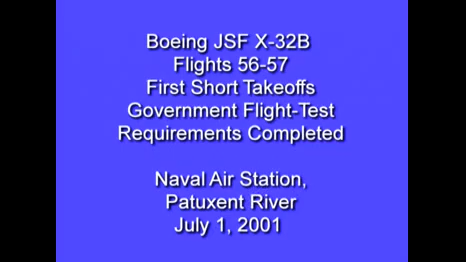 Boeing JSF X-32B
Flights 56-57
First Short Takeoffs
Government Flight-Test
Requirements Completed
Naval Air Station,
Patuxent River
July 1, 2001